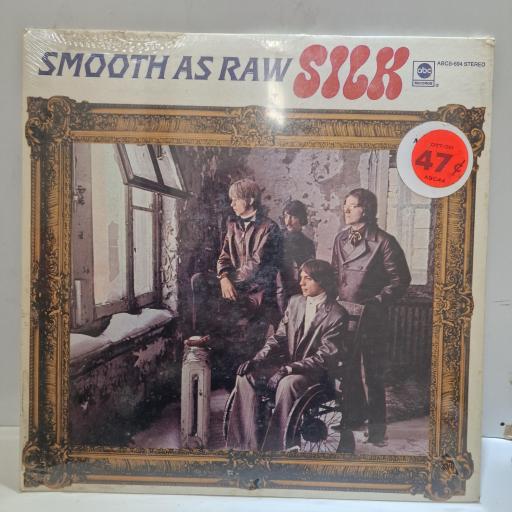 SMOOTH AS RAW SILK
abc
RECORDS
ABCS-694 STEREO
47¢